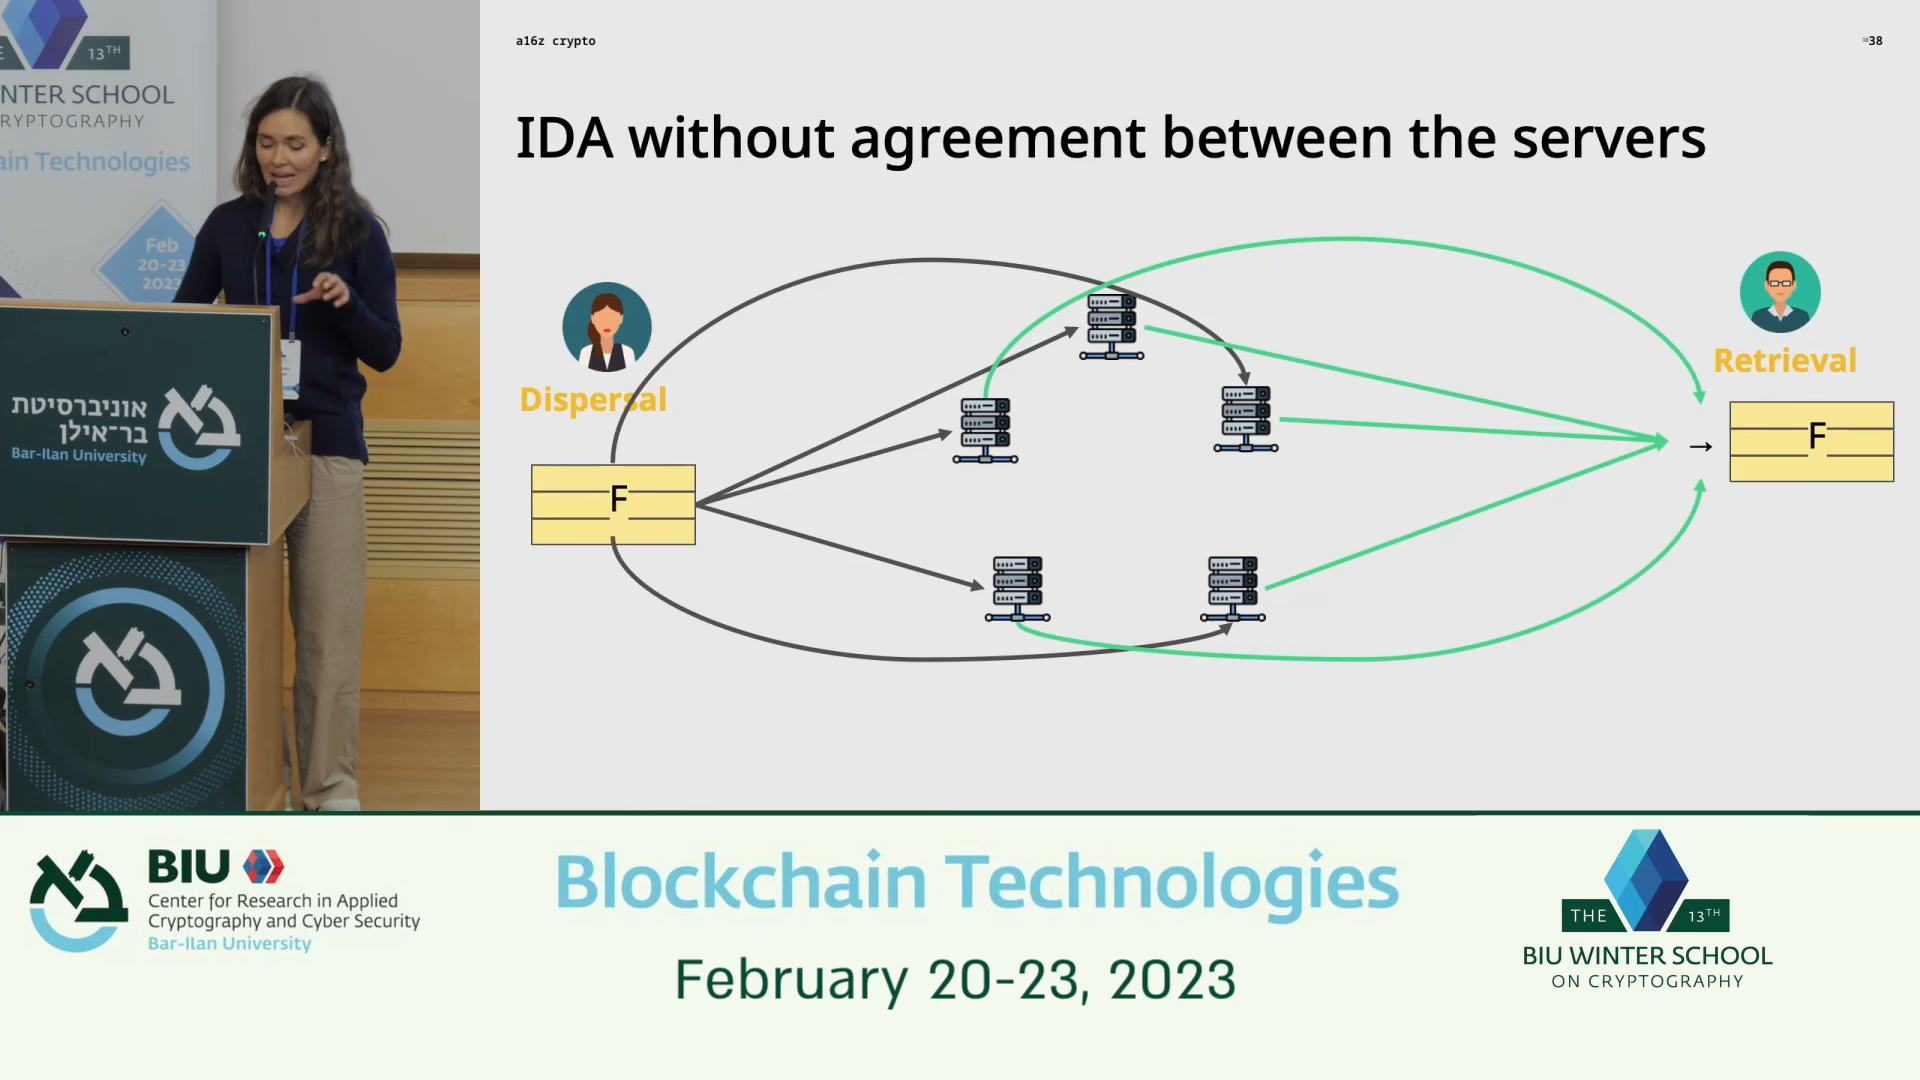 13TH
NTER SCHOOL
RYPTOGRAPHY
ain Technologies
Feb
20-23
2023
אוניברסיטת
בר־אילן
Bar-Ilan University
a16z crypto
38
IDA without agreement between the servers
Dispersal
F
Retrieval
→
F
BIU
Center for Research in Applied
Cryptography and Cyber Security
Bar-Ilan University
Blockchain Technologies
February 20-23, 2023
THE 13TH
BIU WINTER SCHOOL
ON CRYPTOGRAPHY